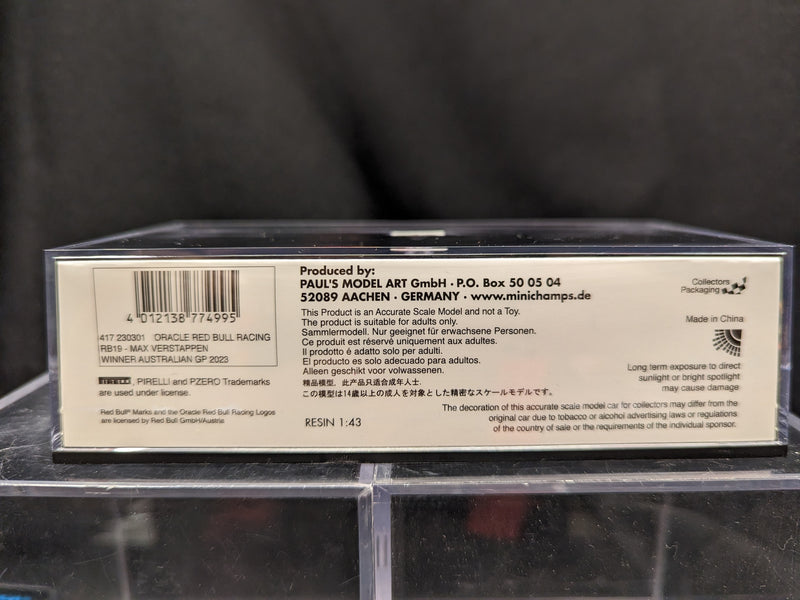 4 012138 774995
417 230301 ORACLE RED BULL RACING
RB19 - MAX VERSTAPPEN
WINNER AUSTRALIAN GP 2023
PIRELLI, PIRELLI and PZERO Trademarks
are used under license.
Red Bull® Marks and the Oracle Red Bull Racing Logos
are licensed by Red Bull GmbH/Austria
Produced by:
PAUL'S MODEL ART GmbH · P.O. Box 50 05 04
52089 AACHEN · GERMANY · www.minichamps.de
This Product is an Accurate Scale Model and not a Toy.
The product is suitable for adults only.
Sammlermodell. Nur geeignet für erwachsene Personen.
Ce produit est réservé uniquement aux adultes.
Il prodotto é adatto solo per adulti.
El producto es solo adecuado para adultos.
Alleen geschikt voor volwassenen.
精品模型，此产品只适合成年人士.
この模型は14歳以上の成人を対象とした精密なスケールモデルです。
RESIN 1:43
Collectors
Packaging
Made in China
Long term exposure to direct
sunlight or bright spotlight
may cause damage
The decoration of this accurate scale model car for collectors may differ from the
original car due to tobacco or alcohol advertising laws or regulations
of the country of sale or the requirements of the individual sponsor.